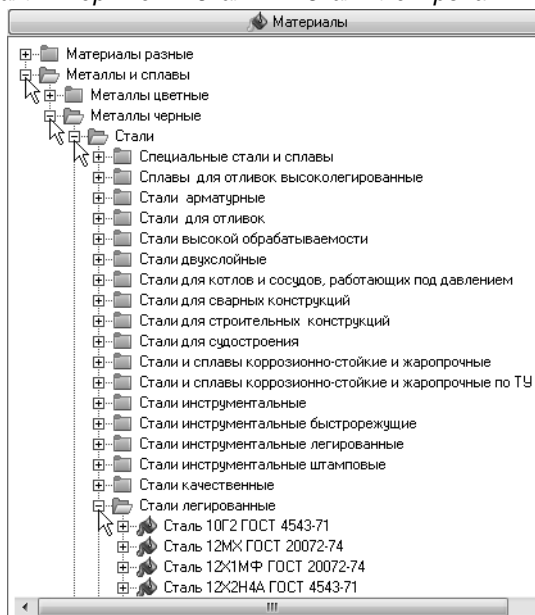 Материалы
Материалы разные
Металлы и сплавы
Металлы цветные
Металлы черные
Стали
Специальные стали и сплавы
Сплавы для отливок высоколегированные
Стали арматурные
Стали для отливок
Стали высокой обрабатываемости
Стали двухслойные
Стали для котлов и сосудов, работающих под давлением
Стали для сварных конструкций
Стали для строительных конструкций
Стали для судостроения
Стали и сплавы коррозионно-стойкие и жаропрочные
Стали и сплавы коррозионно-стойкие и жаропрочные по ТУ
Стали инструментальные
Стали инструментальные быстрорежущие
Стали инструментальные легированные
Стали инструментальные штамповые
Стали качественные
Стали легированные
Сталь 10Г2 ГОСТ 4543-71
Сталь 12МХ ГОСТ 20072-74
Сталь 12Х1МФ ГОСТ 20072-74
Сталь 12Х2Н4А ГОСТ 4543-71